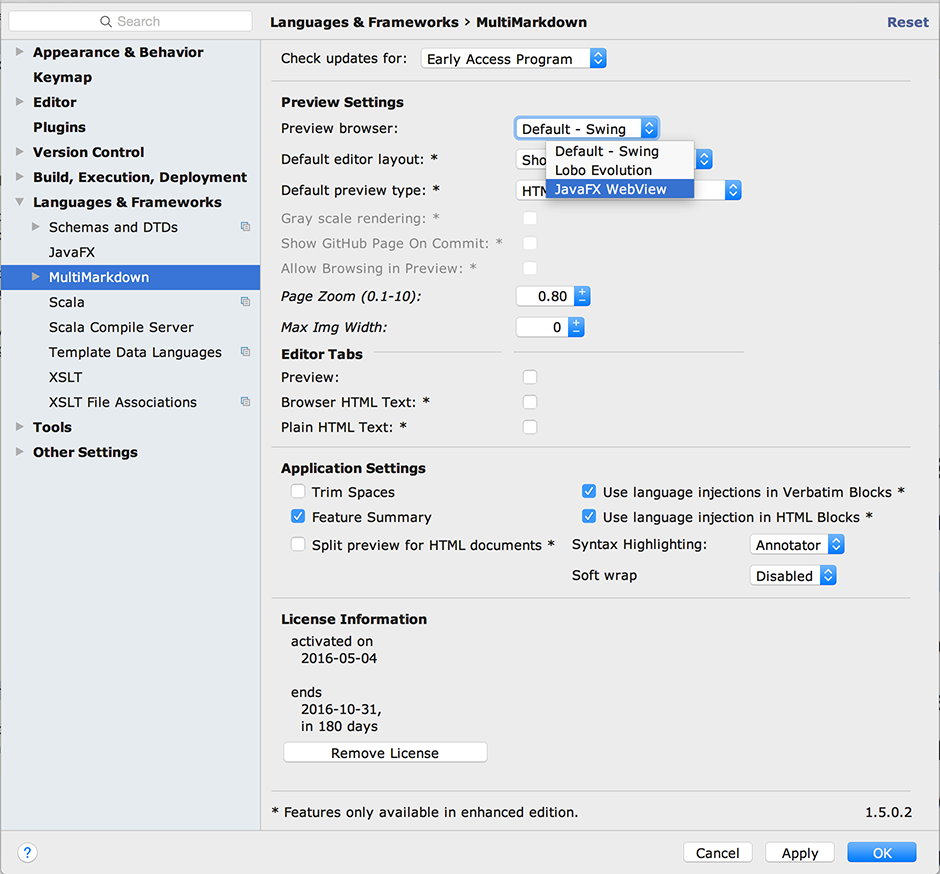 Search
Languages & Frameworks › MultiMarkdown
Reset
Appearance & Behavior
Keymap
Editor
Plugins
Version Control
Build, Execution, Deployment
Languages & Frameworks
Schemas and DTDs
JavaFX
MultiMarkdown
Scala
Scala Compile Server
Template Data Languages
XSLT
XSLT File Associations
Tools
Other Settings
Check updates for: Early Access Program
Preview Settings
Preview browser: Default - Swing
Default - Swing
Lobo Evolution
JavaFX WebView
Default editor layout: * Sho
Default preview type: * HTM
Gray scale rendering: *
Show GitHub Page On Commit: *
Allow Browsing in Preview: *
Page Zoom (0.1-10): 0.80
Max Img Width: 0
Editor Tabs
Preview:
Browser HTML Text: *
Plain HTML Text: *
Application Settings
Trim Spaces
Use language injections in Verbatim Blocks *
Feature Summary
Use language injection in HTML Blocks *
Split preview for HTML documents *
Syntax Highlighting: Annotator
Soft wrap Disabled
License Information
activated on
2016-05-04
ends
2016-10-31,
in 180 days
Remove License
* Features only available in enhanced edition.
1.5.0.2
?
Cancel
Apply
OK